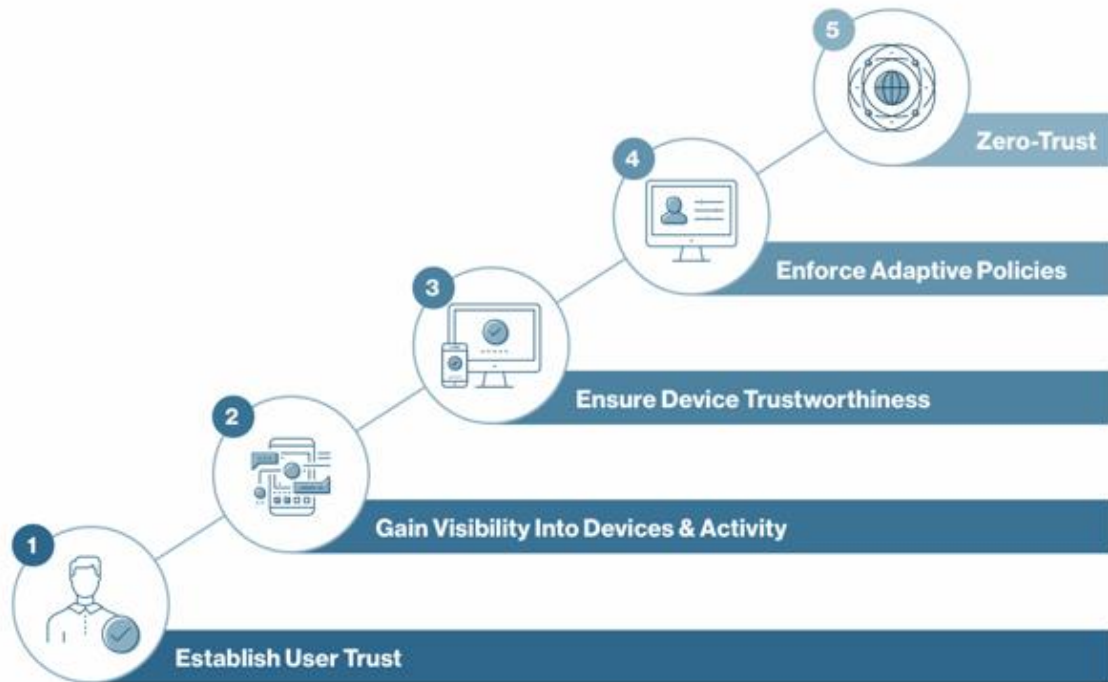 5
Zero-Trust
4
Enforce Adaptive Policies
3
Ensure Device Trustworthiness
2
Gain Visibility Into Devices & Activity
1
Establish User Trust